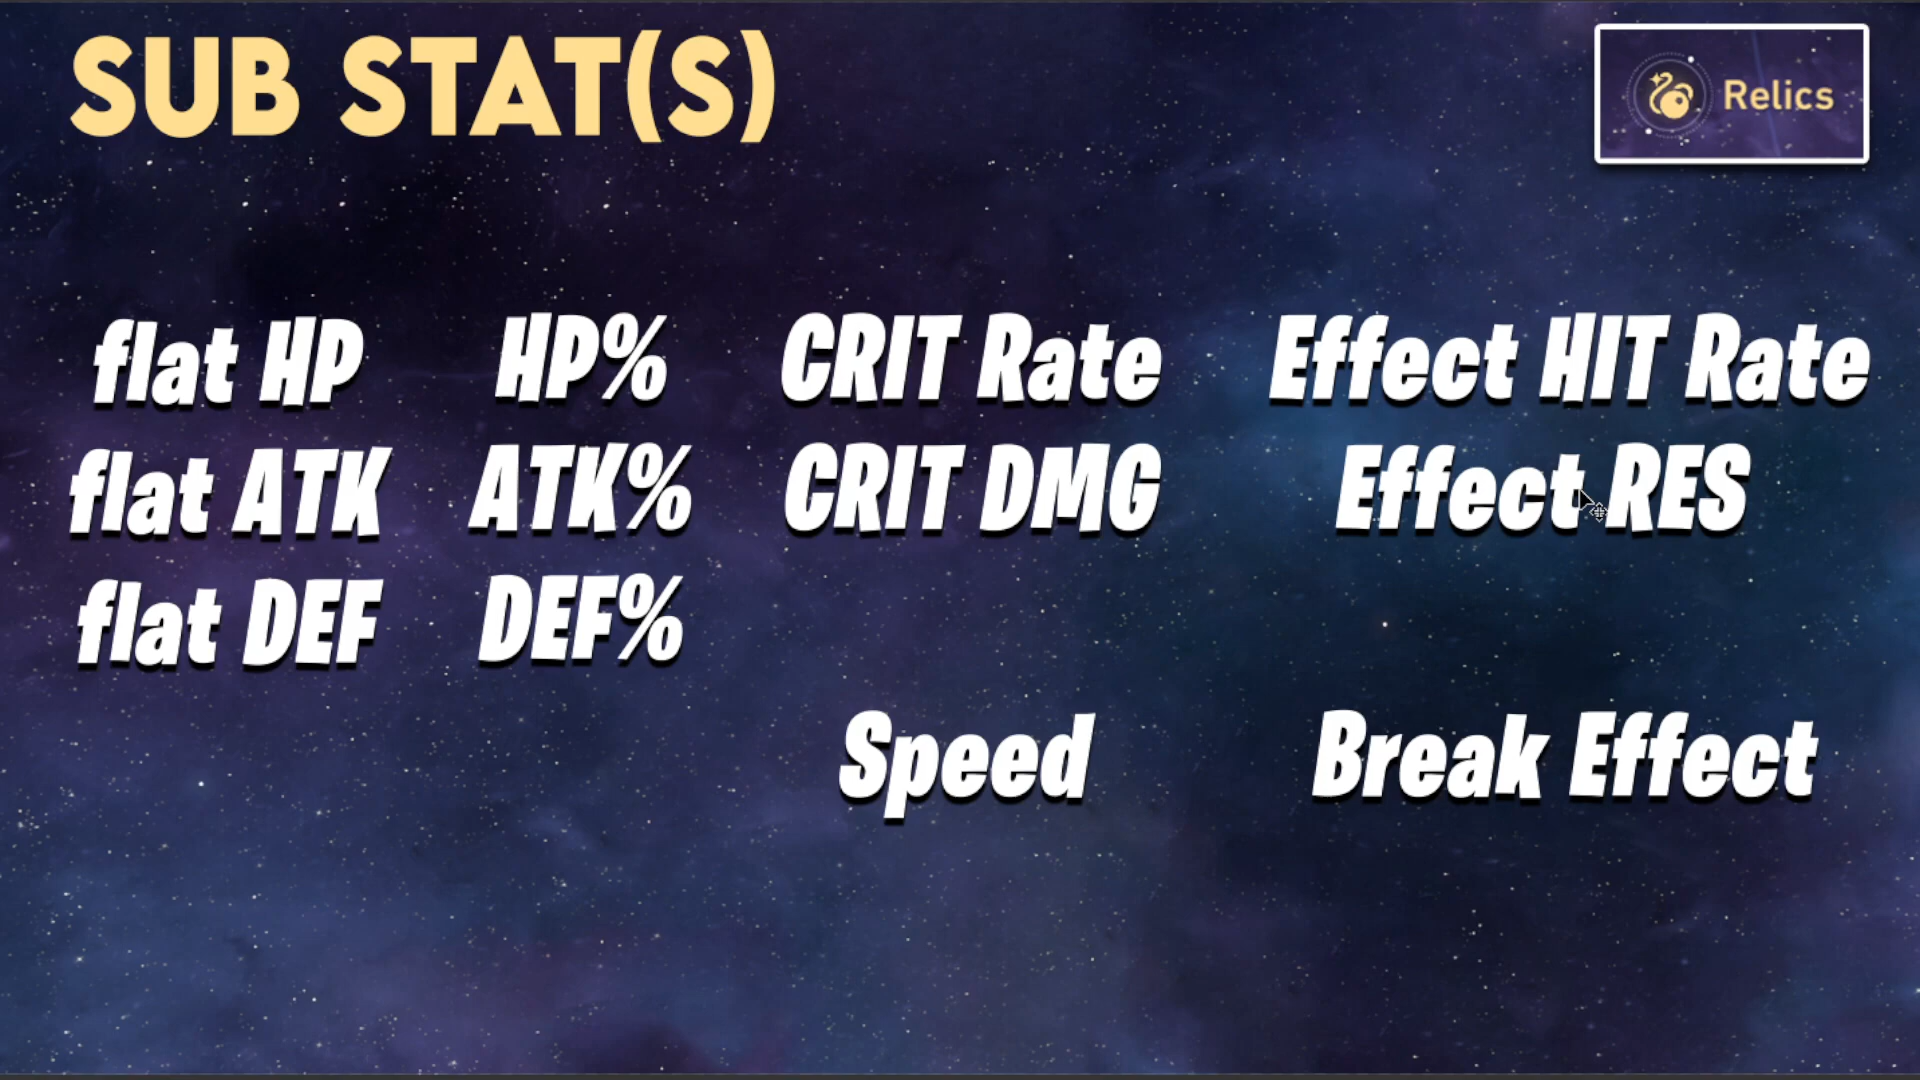 SUB STAT(S)
Relics
flat HP HP% CRIT Rate Effect HIT Rate
flat ATK ATK% CRIT DMG Effect RES
flat DEF DEF%
Speed Break Effect